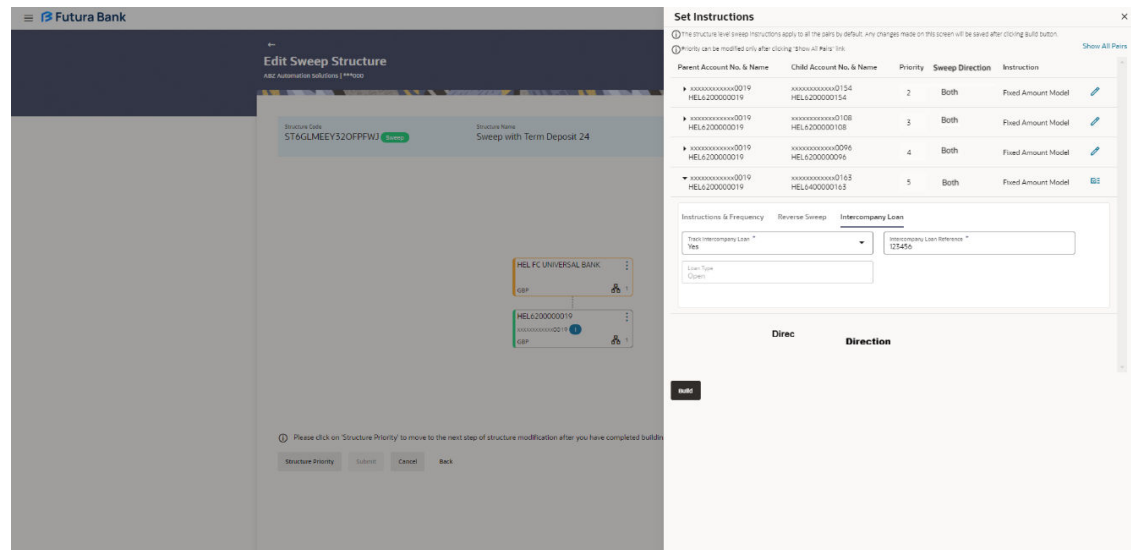 Futura Bank
Edit Sweep Structure
ABZ Automation Solutions | ***000
Structure Code
ST6GLMEEY32OFPFWJ Sweep
Structure Name
Sweep with Term Deposit 24
HEL FC UNIVERSAL BANK
GBP 1
HEL6200000019
xxxxxxxxxxxx0019 1
GBP 1
Please click on 'Structure Priority' to move to the next step of structure modification after you have completed buildin
Structure Priority Submit Cancel Back
Set Instructions
The structure level sweep instructions apply to all the pairs by default. Any changes made on this screen will be saved after clicking Build button.
Priority can be modified only after clicking 'Show All Pairs' link.
Show All Pairs
Parent Account No. & Name Child Account No. & Name Priority Sweep Direction Instruction
xxxxxxxxxxxx0019 xxxxxxxxxxxx0154
HEL6200000019 HEL6200000154 2 Both Fixed Amount Model
xxxxxxxxxxxx0019 xxxxxxxxxxxx0108
HEL6200000019 HEL6200000108 3 Both Fixed Amount Model
xxxxxxxxxxxx0019 xxxxxxxxxxxx0096
HEL6200000019 HEL6200000096 4 Both Fixed Amount Model
xxxxxxxxxxxx0019 xxxxxxxxxxxx0163
HEL6200000019 HEL6400000163 5 Both Fixed Amount Model
Instructions & Frequency Reverse Sweep Intercompany Loan
Track Intercompany Loan *
Yes
Intercompany Loan Reference *
123456
Loan Type
Open
Direc
Direction
Build